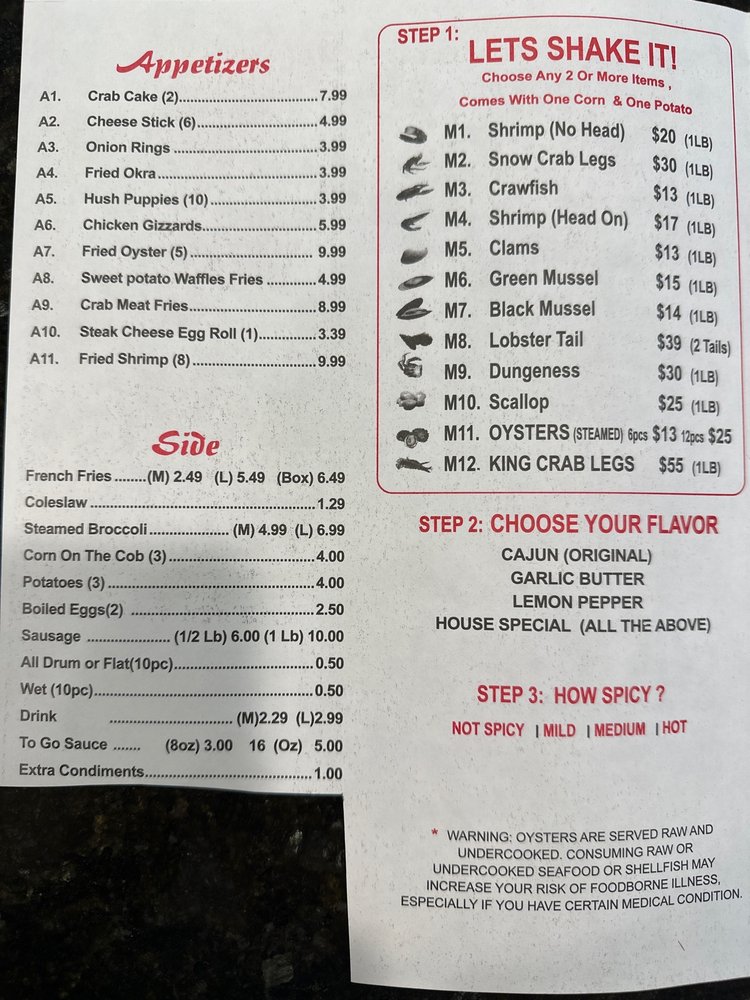 Appetizers
A1. Crab Cake (2)..................................7.99
A2. Cheese Stick (6)..............................4.99
A3. Onion Rings ....................................3.99
A4. Fried Okra........................................3.99
A5. Hush Puppies (10)...........................3.99
A6. Chicken Gizzards.............................5.99
A7. Fried Oyster (5) ............................... 9.99
A8. Sweet potato Waffles Fries .............4.99
A9. Crab Meat Fries................................8.99
A10. Steak Cheese Egg Roll (1)..............3.39
A11. Fried Shrimp (8) ..............................9.99
Side
French Fries ........(M) 2.49 (L) 5.49 (Box) 6.49
Coleslaw .......................................................1.29
Steamed Broccoli.................... (M) 4.99 (L) 6.99
Corn On The Cob (3)....................................4.00
Potatoes (3) ..................................................4.00
Boiled Eggs(2) .............................................2.50
Sausage ..................... (1/2 Lb) 6.00 (1 Lb) 10.00
All Drum or Flat(10pc)...................................0.50
Wet (10pc)......................................................0.50
Drink ............................... (M)2.29 (L)2.99
To Go Sauce ....... (8oz) 3.00 16 (Oz) 5.00
Extra Condiments.........................................1.00
STEP 1: LETS SHAKE IT!
Choose Any 2 Or More Items ,
Comes With One Corn & One Potato
M1. Shrimp (No Head) $20 (1LB)
M2. Snow Crab Legs $30 (1LB)
M3. Crawfish $13 (1LB)
M4. Shrimp (Head On) $17 (1LB)
M5. Clams $13 (1LB)
M6. Green Mussel $15 (1LB)
M7. Black Mussel $14 (1LB)
M8. Lobster Tail $39 (2 Tails)
M9. Dungeness $30 (1LB)
M10. Scallop $25 (1LB)
M11. OYSTERS (STEAMED) 6pcs $13 12pcs $25
M12. KING CRAB LEGS $55 (1LB)
STEP 2: CHOOSE YOUR FLAVOR
CAJUN (ORIGINAL)
GARLIC BUTTER
LEMON PEPPER
HOUSE SPECIAL (ALL THE ABOVE)
STEP 3: HOW SPICY ?
NOT SPICY | MILD | MEDIUM | HOT
* WARNING: OYSTERS ARE SERVED RAW AND
UNDERCOOKED. CONSUMING RAW OR
UNDERCOOKED SEAFOOD OR SHELLFISH MAY
INCREASE YOUR RISK OF FOODBORNE ILLNESS,
ESPECIALLY IF YOU HAVE CERTAIN MEDICAL CONDITION.